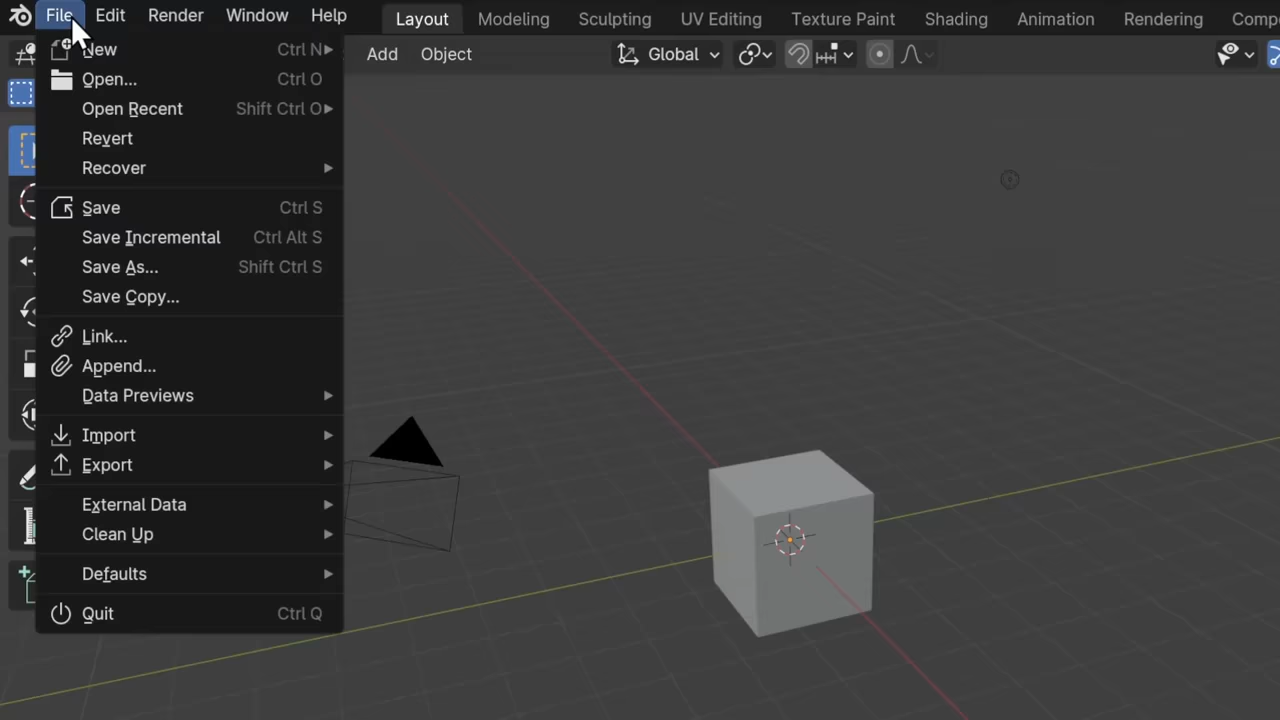 File Edit Render Window Help Layout Modeling Sculpting UV Editing Texture Paint Shading Animation Rendering Comp
Add Object Global
New Ctrl N
Open... Ctrl O
Open Recent Shift Ctrl O
Revert
Recover
Save Ctrl S
Save Incremental Ctrl Alt S
Save As... Shift Ctrl S
Save Copy...
Link...
Append...
Data Previews
Import
Export
External Data
Clean Up
Defaults
Quit Ctrl Q